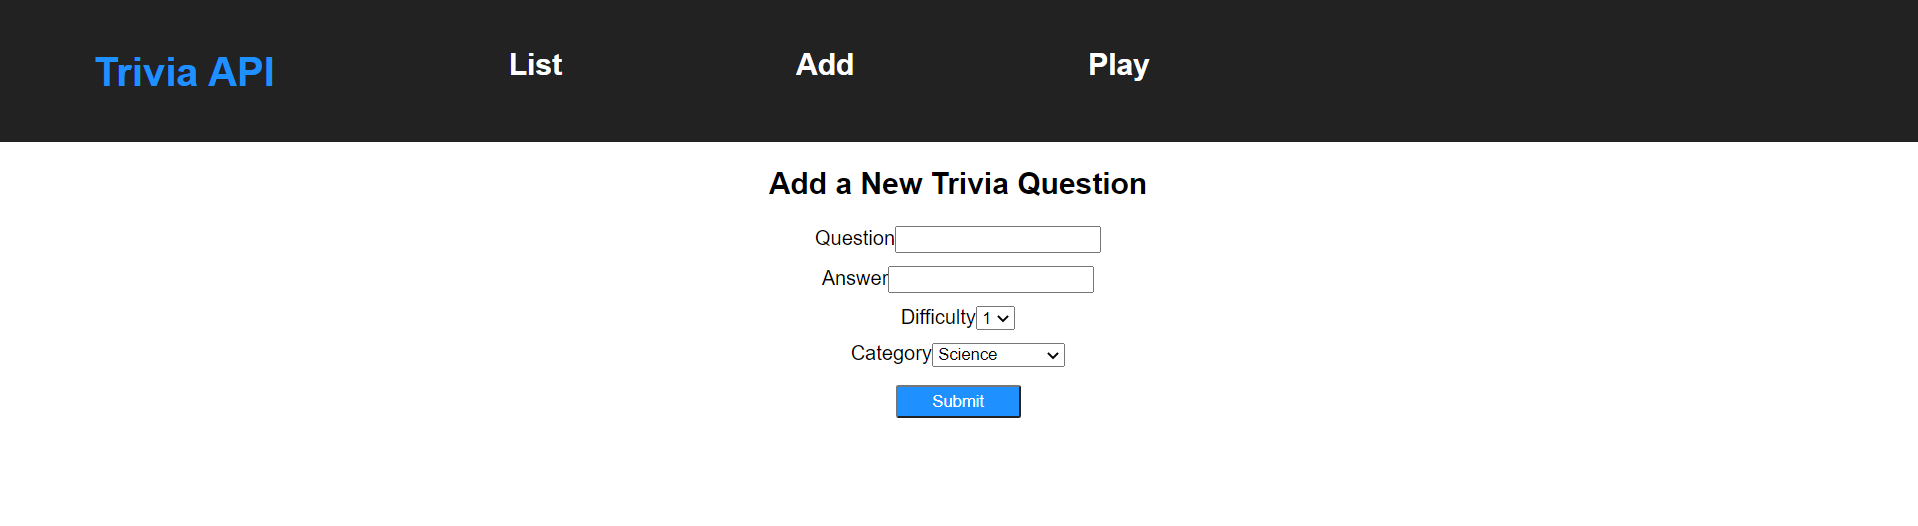 Trivia API List Add Play
Add a New Trivia Question
Question
Answer
Difficulty 1
Category Science
Submit